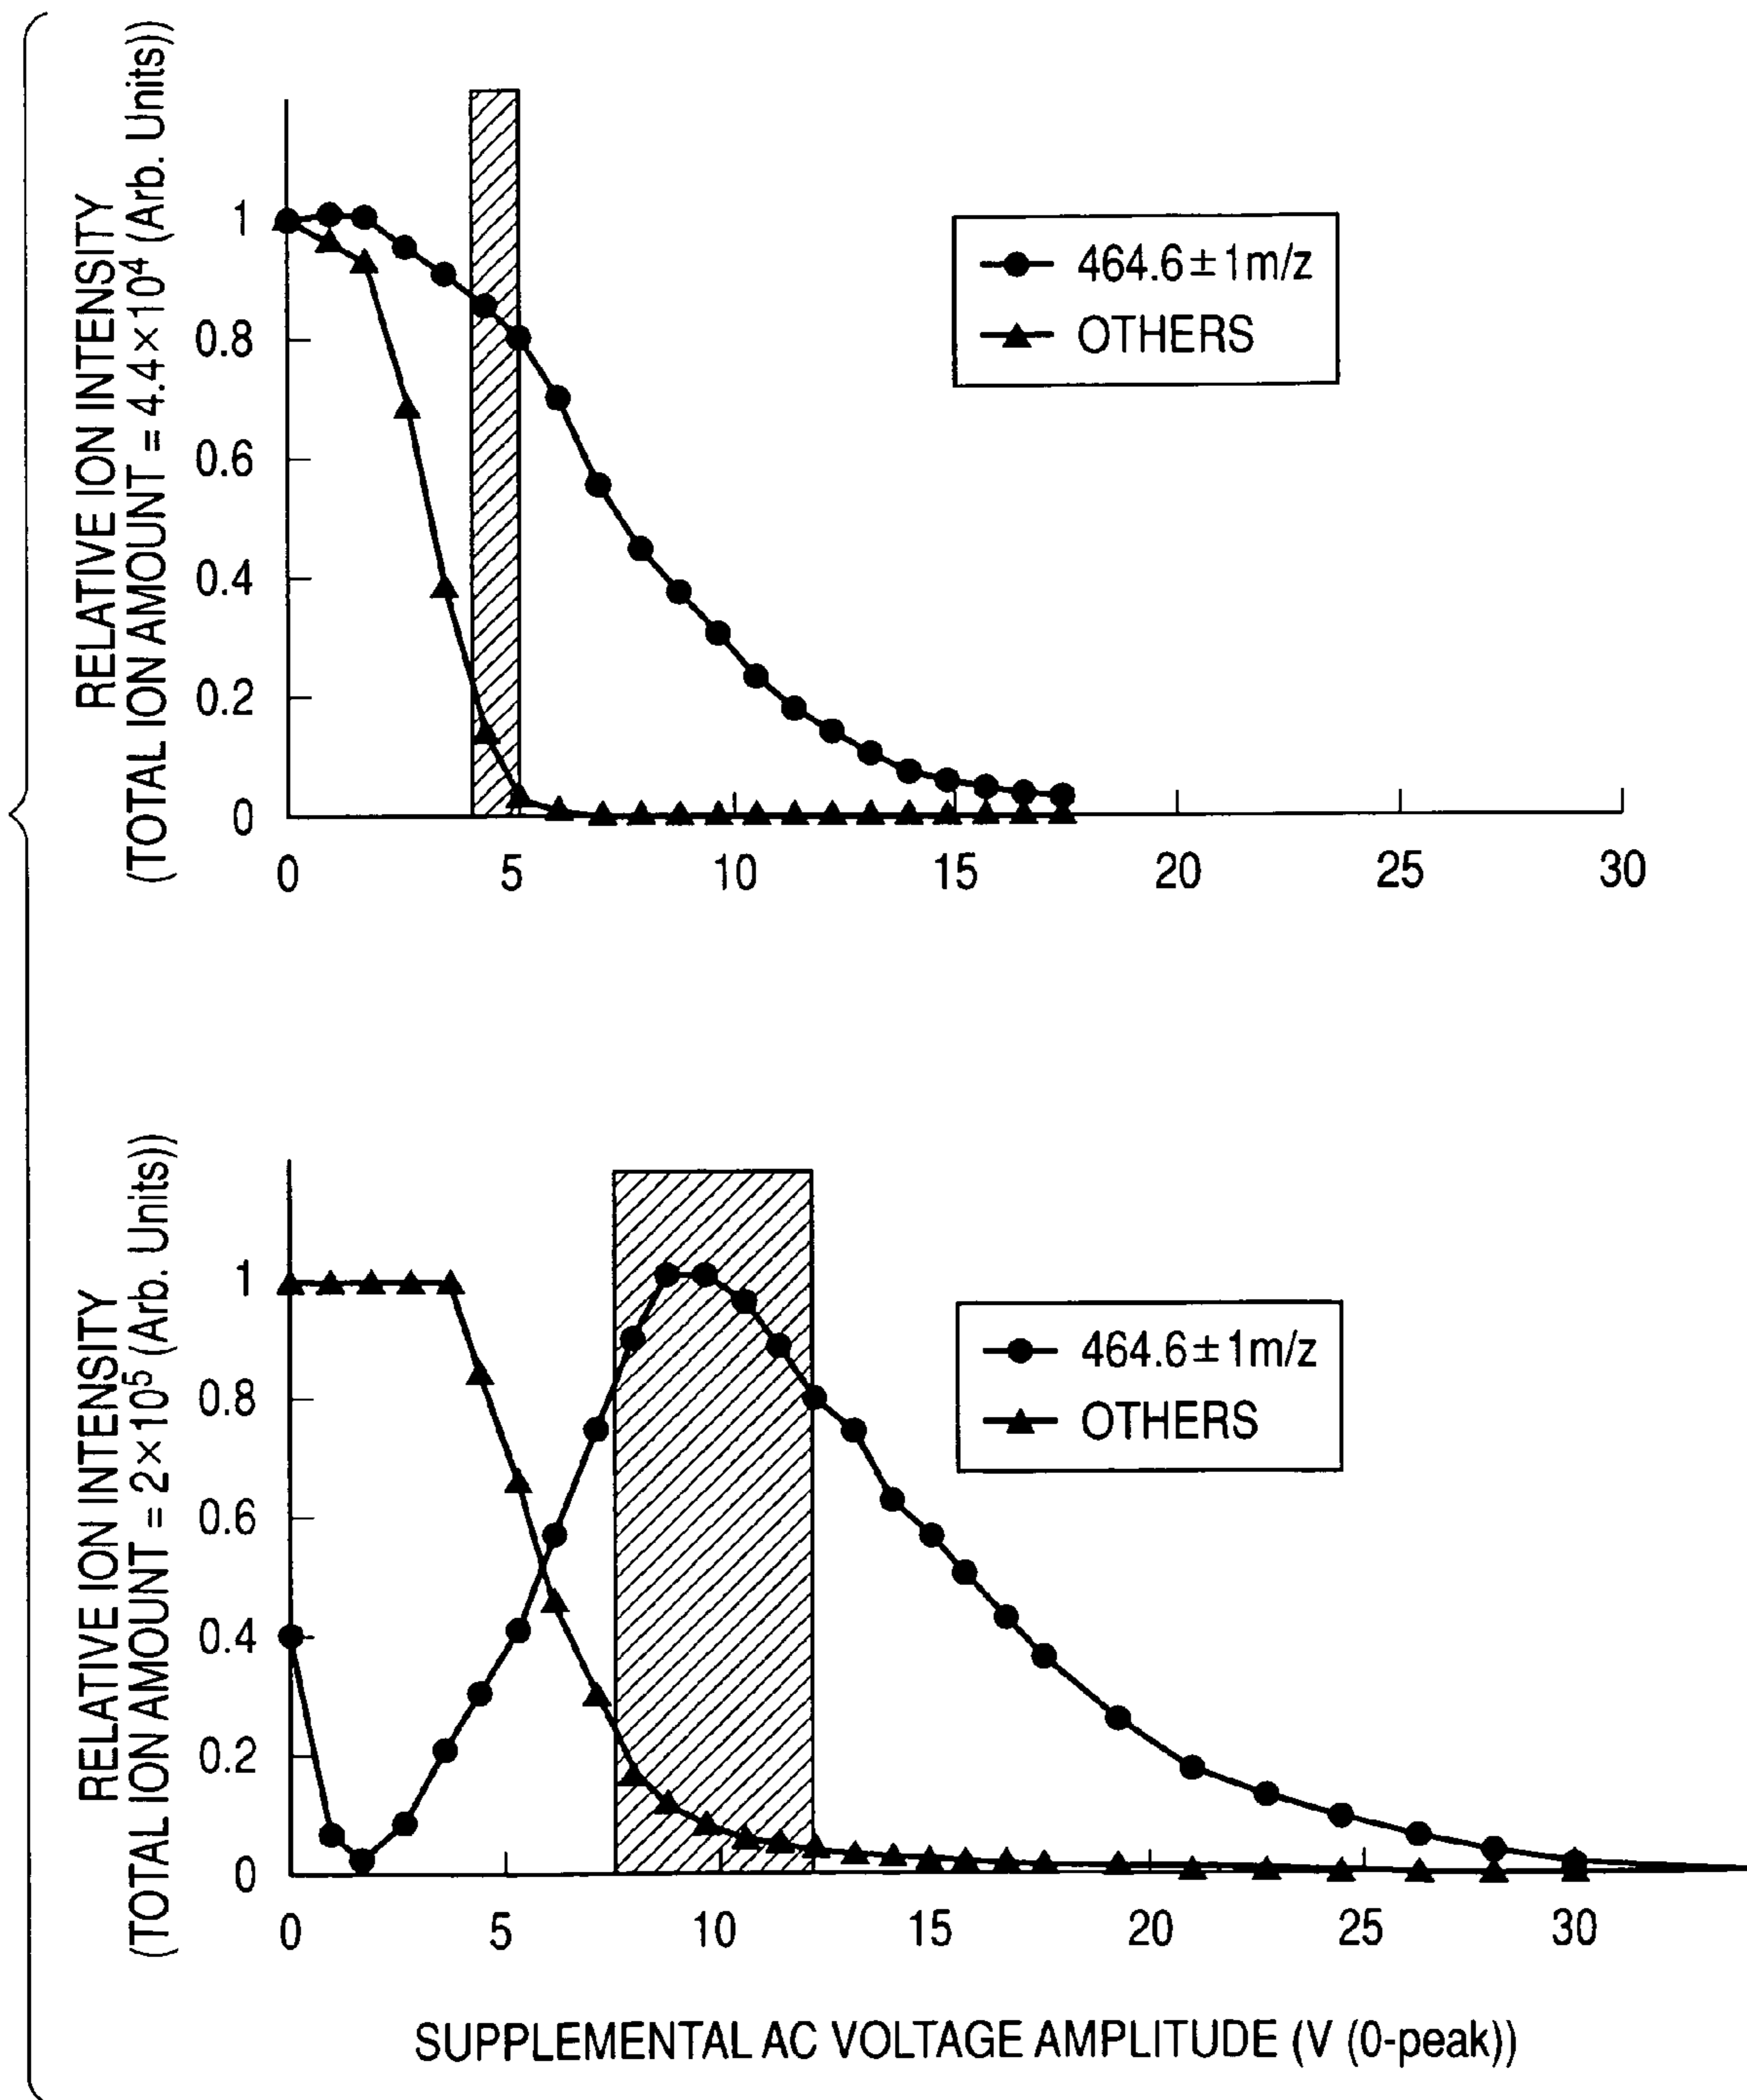 RELATIVE ION INTENSITY
(TOTAL ION AMOUNT = 4.4×10⁴ (Arb. Units))
1
0.8
0.6
0.4
0.2
0
0 5 10 15 20 25 30
464.6±1m/z
OTHERS
RELATIVE ION INTENSITY
(TOTAL ION AMOUNT = 2×10⁵ (Arb. Units))
1
0.8
0.6
0.4
0.2
0
0 5 10 15 20 25 30
464.6±1m/z
OTHERS
SUPPLEMENTAL AC VOLTAGE AMPLITUDE (V (0-peak))